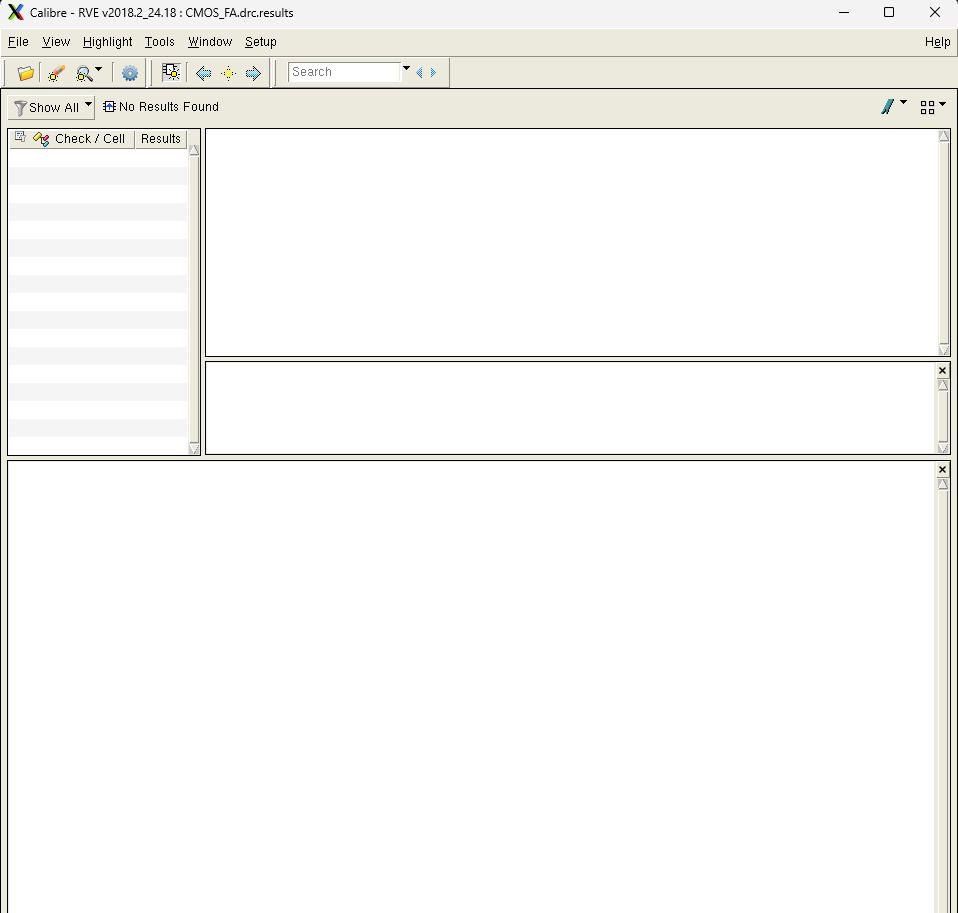 Calibre - RVE v2018.2_24.18 : CMOS_FA.drc.results
File View Highlight Tools Window Setup Help
Search
Show All No Results Found
Check / Cell Results